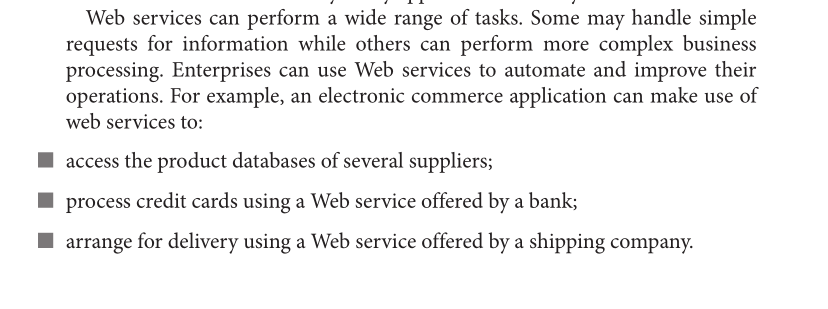 Web services can perform a wide range of tasks. Some may handle simple
requests for information while others can perform more complex business
processing. Enterprises can use Web services to automate and improve their
operations. For example, an electronic commerce application can make use of
web services to:
access the product databases of several suppliers;
process credit cards using a Web service offered by a bank;
arrange for delivery using a Web service offered by a shipping company.